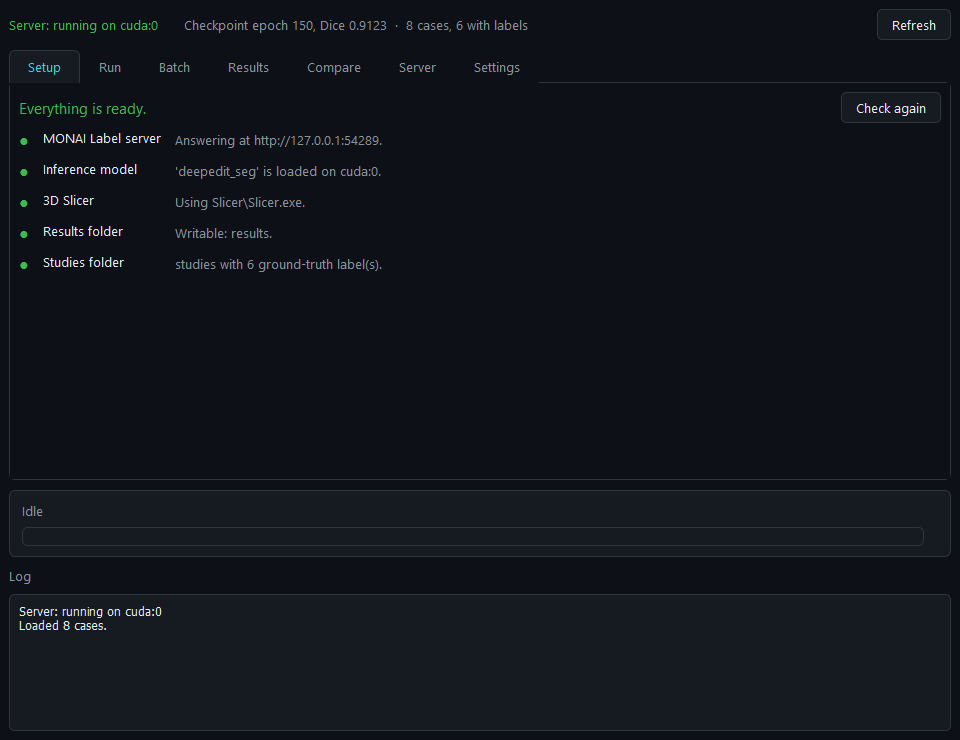 Server: running on cuda:0 Checkpoint epoch 150, Dice 0.9123 · 8 cases, 6 with labels Refresh
Setup Run Batch Results Compare Server Settings
Everything is ready. Check again
MONAI Label server Answering at http://127.0.0.1:54289.
Inference model 'deepedit_seg' is loaded on cuda:0.
3D Slicer Using Slicer\Slicer.exe.
Results folder Writable: results.
Studies folder studies with 6 ground-truth label(s).
Idle
Log
Server: running on cuda:0
Loaded 8 cases.